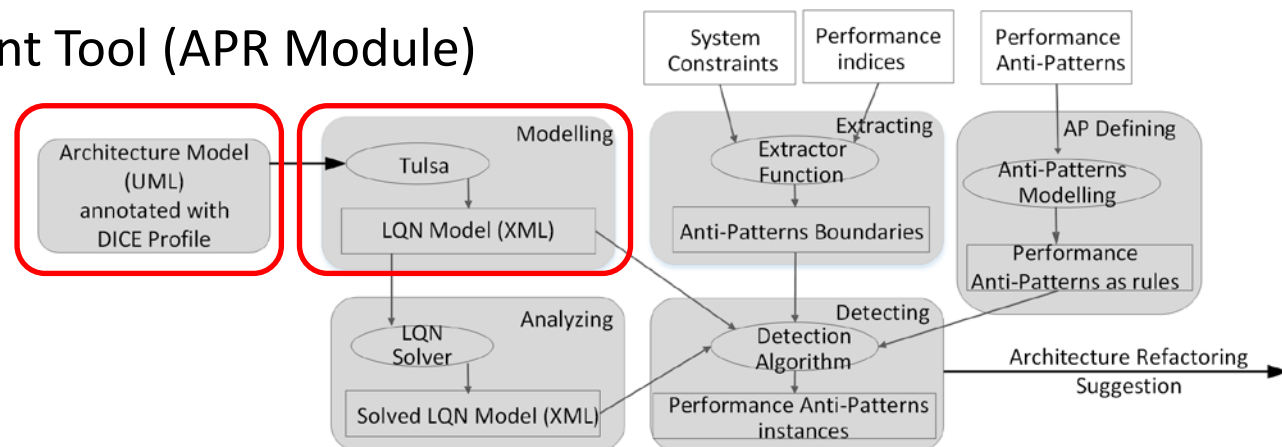 nt Tool (APR Module)
System
Constraints
Performance
indices
Performance
Anti-Patterns
Architecture Model
(UML)
annotated with
DICE Profile
Modelling
Tulsa
LQN Model (XML)
Extracting
Extractor
Function
Anti-Patterns Boundaries
AP Defining
Anti-Patterns
Modelling
Performance
Anti-Patterns as rules
Analyzing
LQN
Solver
Solved LQN Model (XML)
Detecting
Detection
Algorithm
Performance Anti-Patterns
instances
Architecture Refactoring
Suggestion